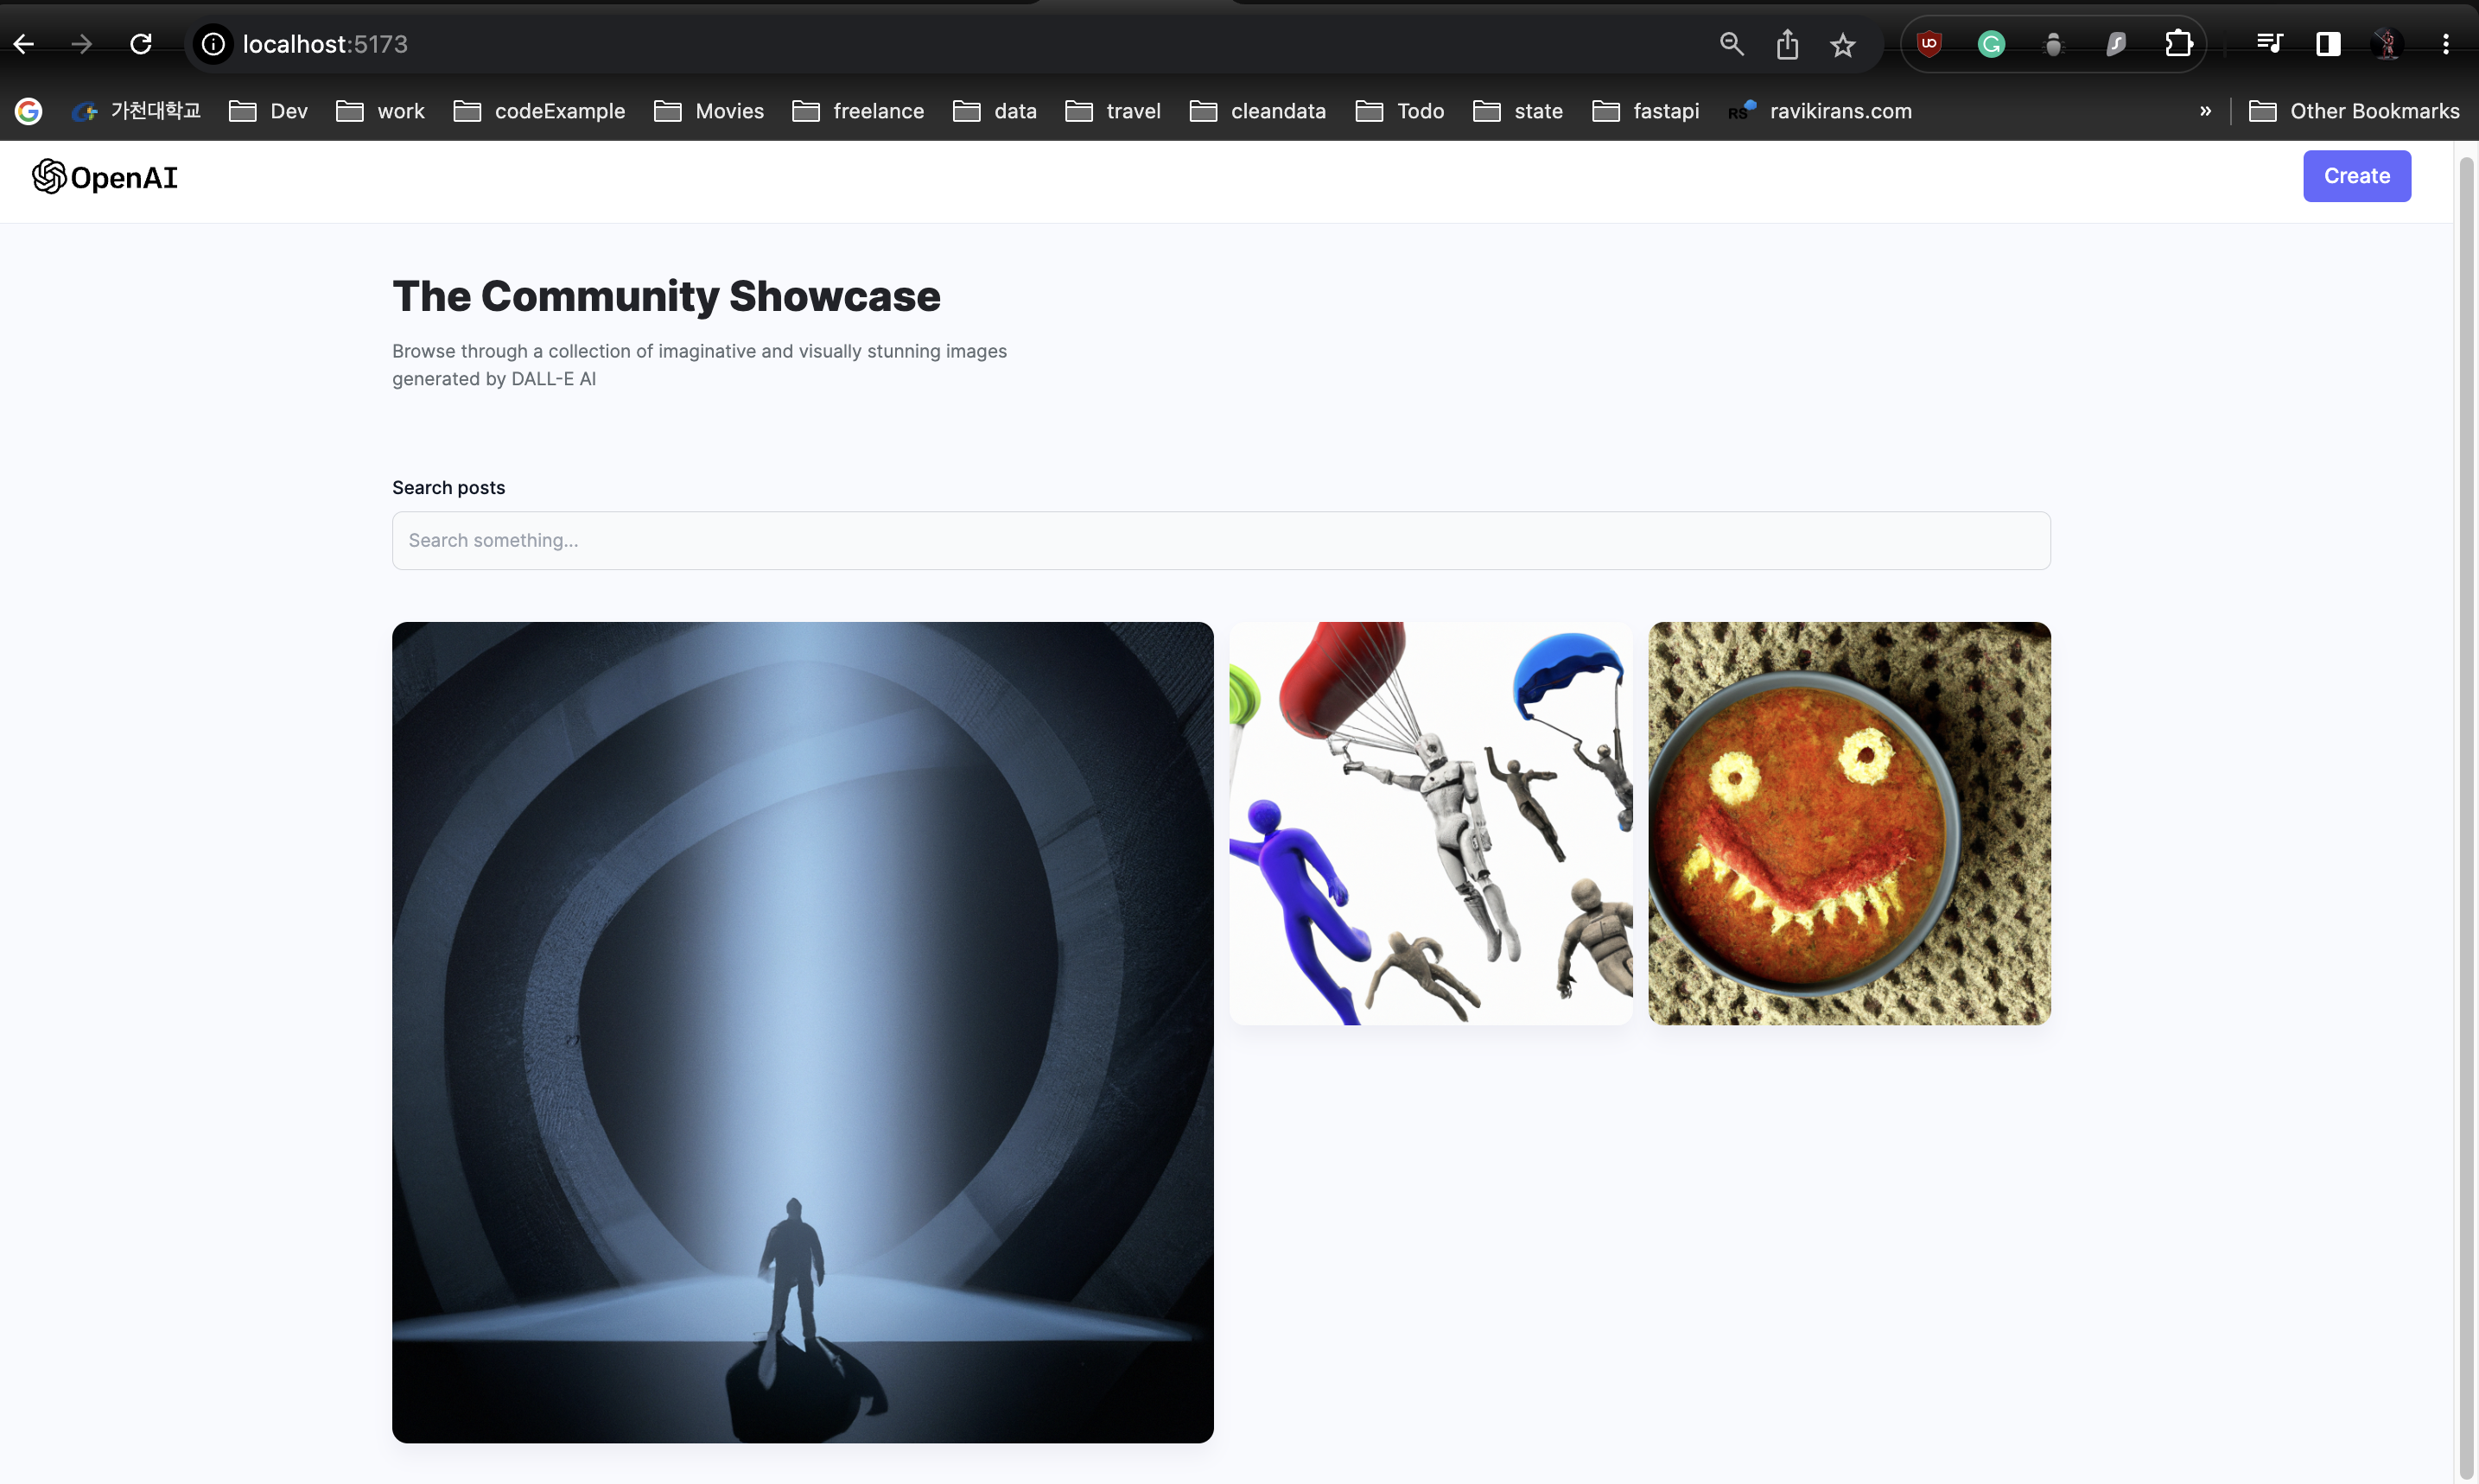 localhost:5173
가천대학교 Dev work codeExample Movies freelance data travel cleandata Todo state fastapi RS ravikirans.com » Other Bookmarks
OpenAI
Create
The Community Showcase
Browse through a collection of imaginative and visually stunning images
generated by DALL-E AI
Search posts
Search something...